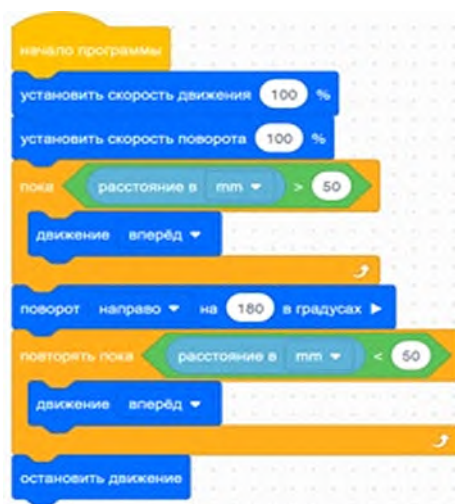 начало программы
установить скорость движения 100 %
установить скорость поворота 100 %
пока расстояние в mm > 50
движение вперёд
поворот направо на 180 в градусах
повторять пока расстояние в mm < 50
движение вперёд
остановить движение